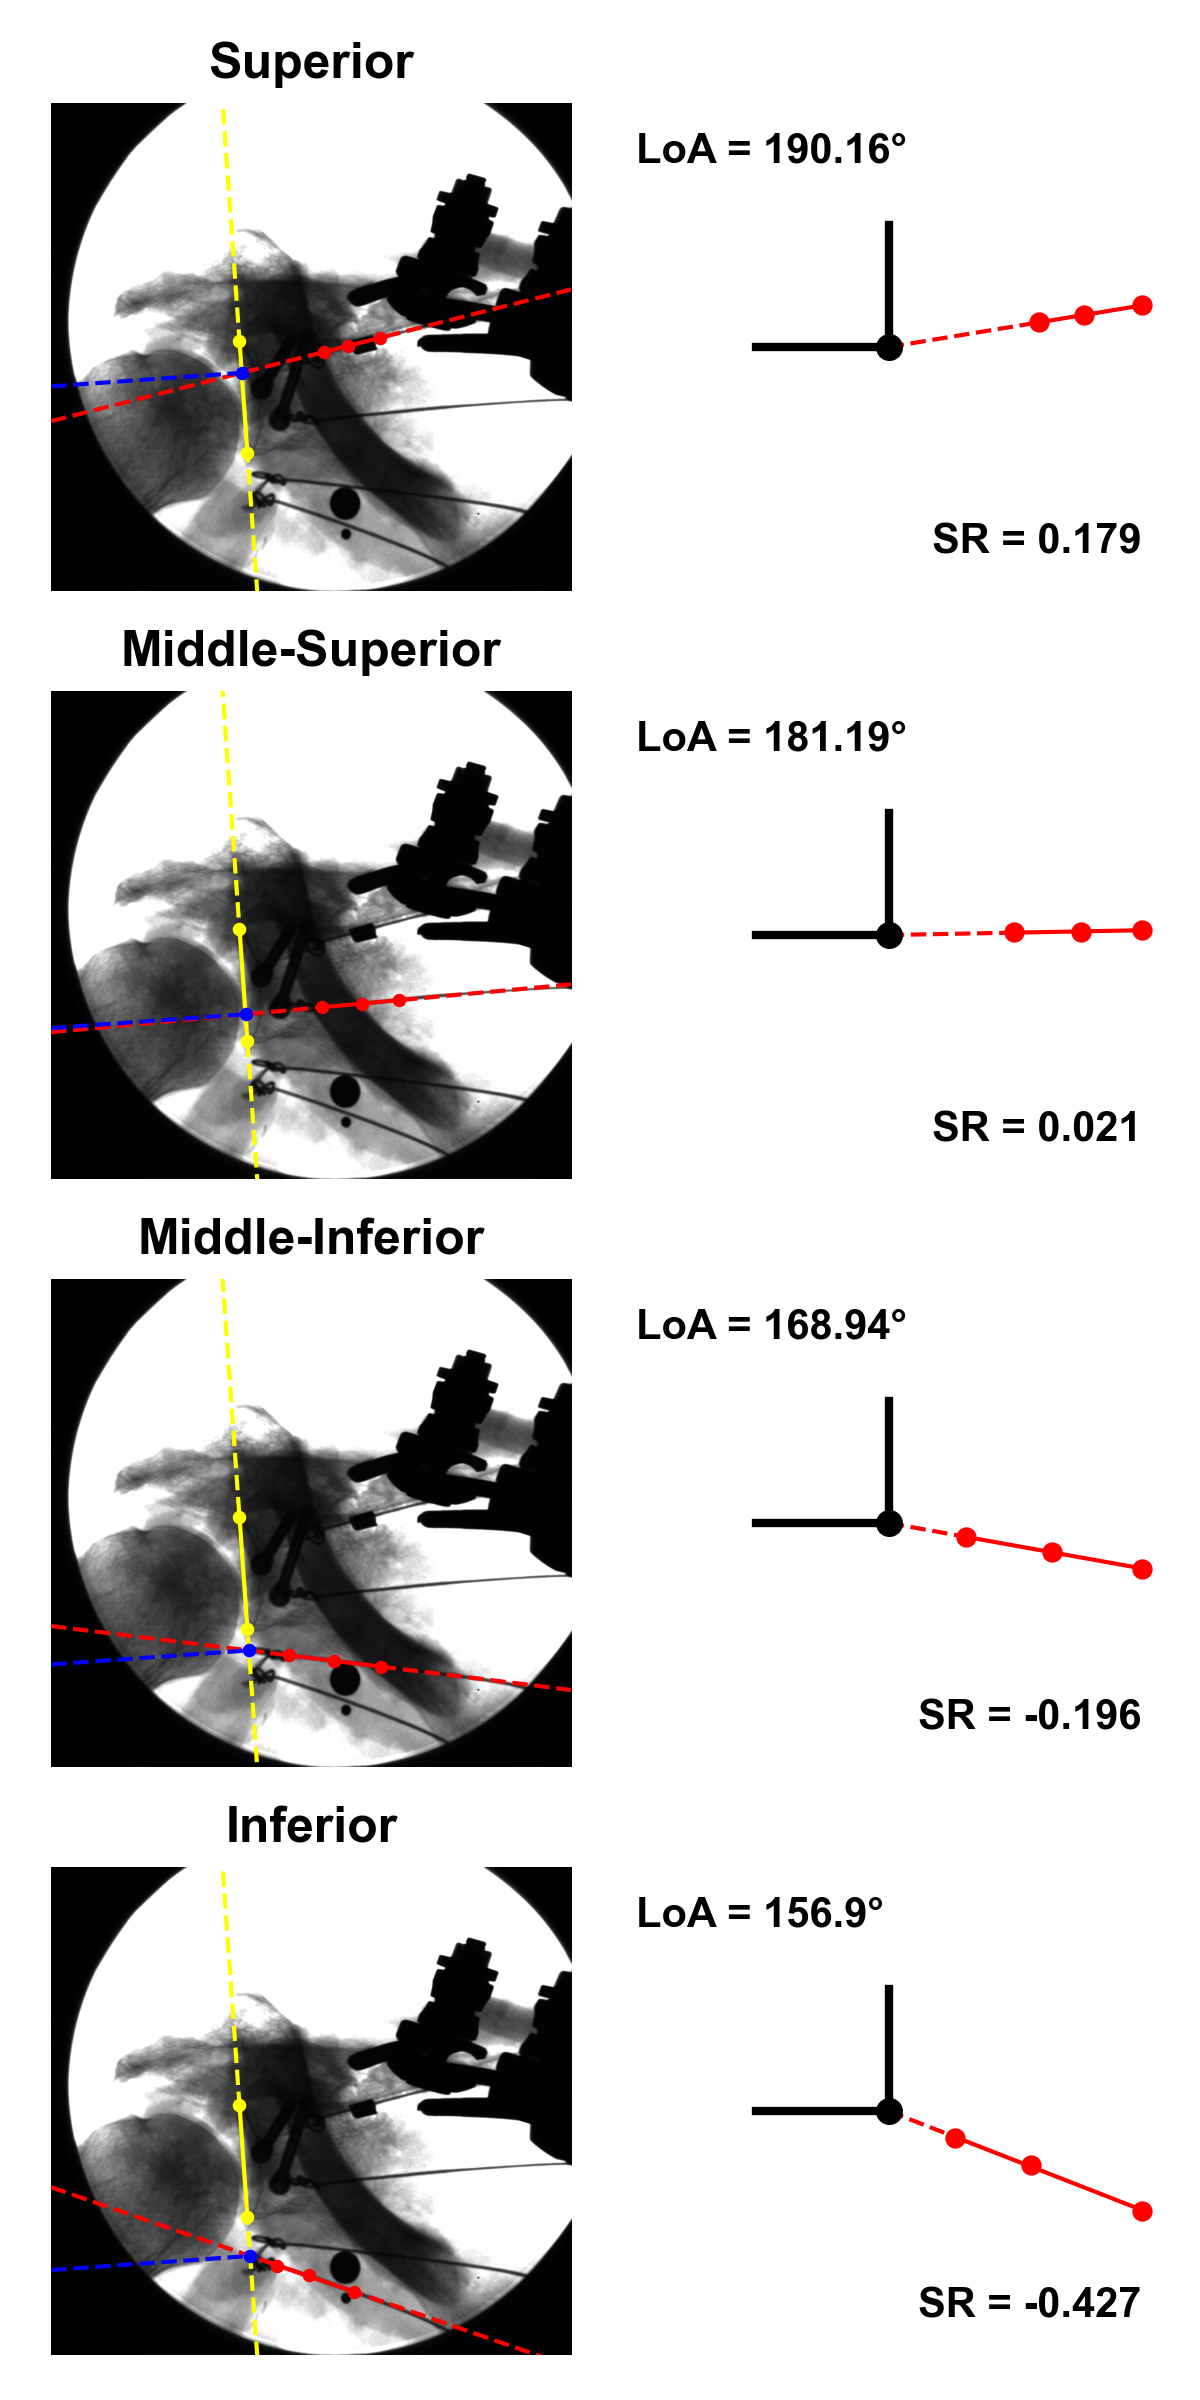 Superior
LoA = 190.16°
SR = 0.179
Middle-Superior
LoA = 181.19°
SR = 0.021
Middle-Inferior
LoA = 168.94°
SR = -0.196
Inferior
LoA = 156.9°
SR = -0.427